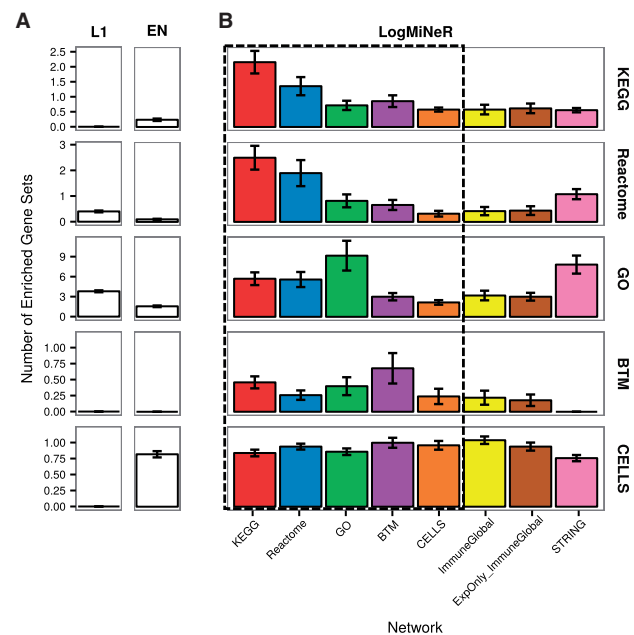 A
B
L1
EN
LogMiNeR
Number of Enriched Gene Sets
2.5
2.0
1.5
1.0
0.5
0.0
KEGG
3
2
1
0
Reactome
9
6
3
0
GO
1.00
0.75
0.50
0.25
0.00
BTM
1.00
0.75
0.50
0.25
0.00
CELLS
KEGG
Reactome
GO
BTM
CELLS
ImmuneGlobal
ExpOnly_ImmuneGlobal
STRING
Network